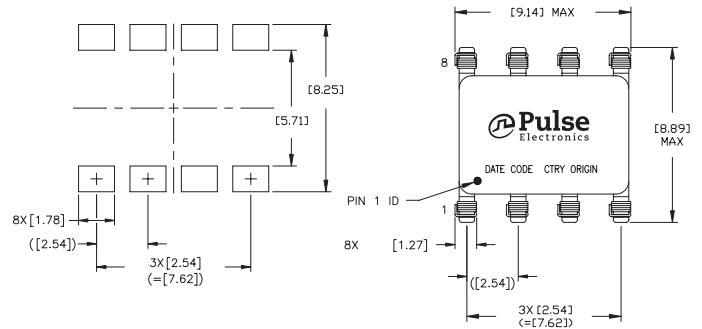 [8.25]
[5.71]
8X [1.78]
([2.54])
3X [2.54]
(=[7.62])
[9.14] MAX
8
Pulse
Electronics
DATE CODE CTRY ORIGIN
[8.89]
MAX
PIN 1 ID
1
8X [1.27]
([2.54])
3X [2.54]
(=[7.62])